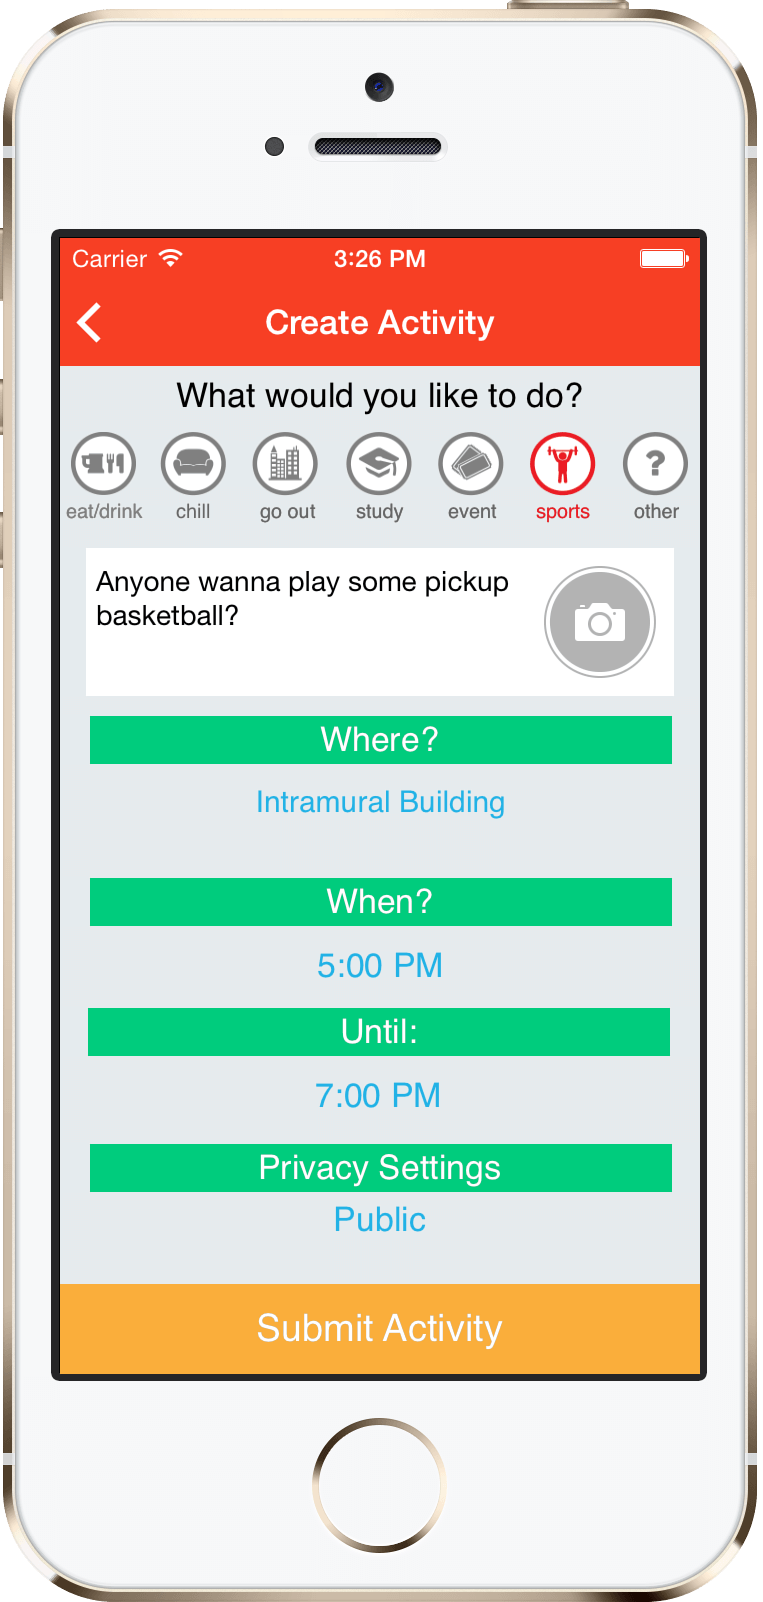 Carrier 3:26 PM
Create Activity
What would you like to do?
eat/drink chill go out study event sports other
Anyone wanna play some pickup
basketball?
Where?
Intramural Building
When?
5:00 PM
Until:
7:00 PM
Privacy Settings
Public
Submit Activity